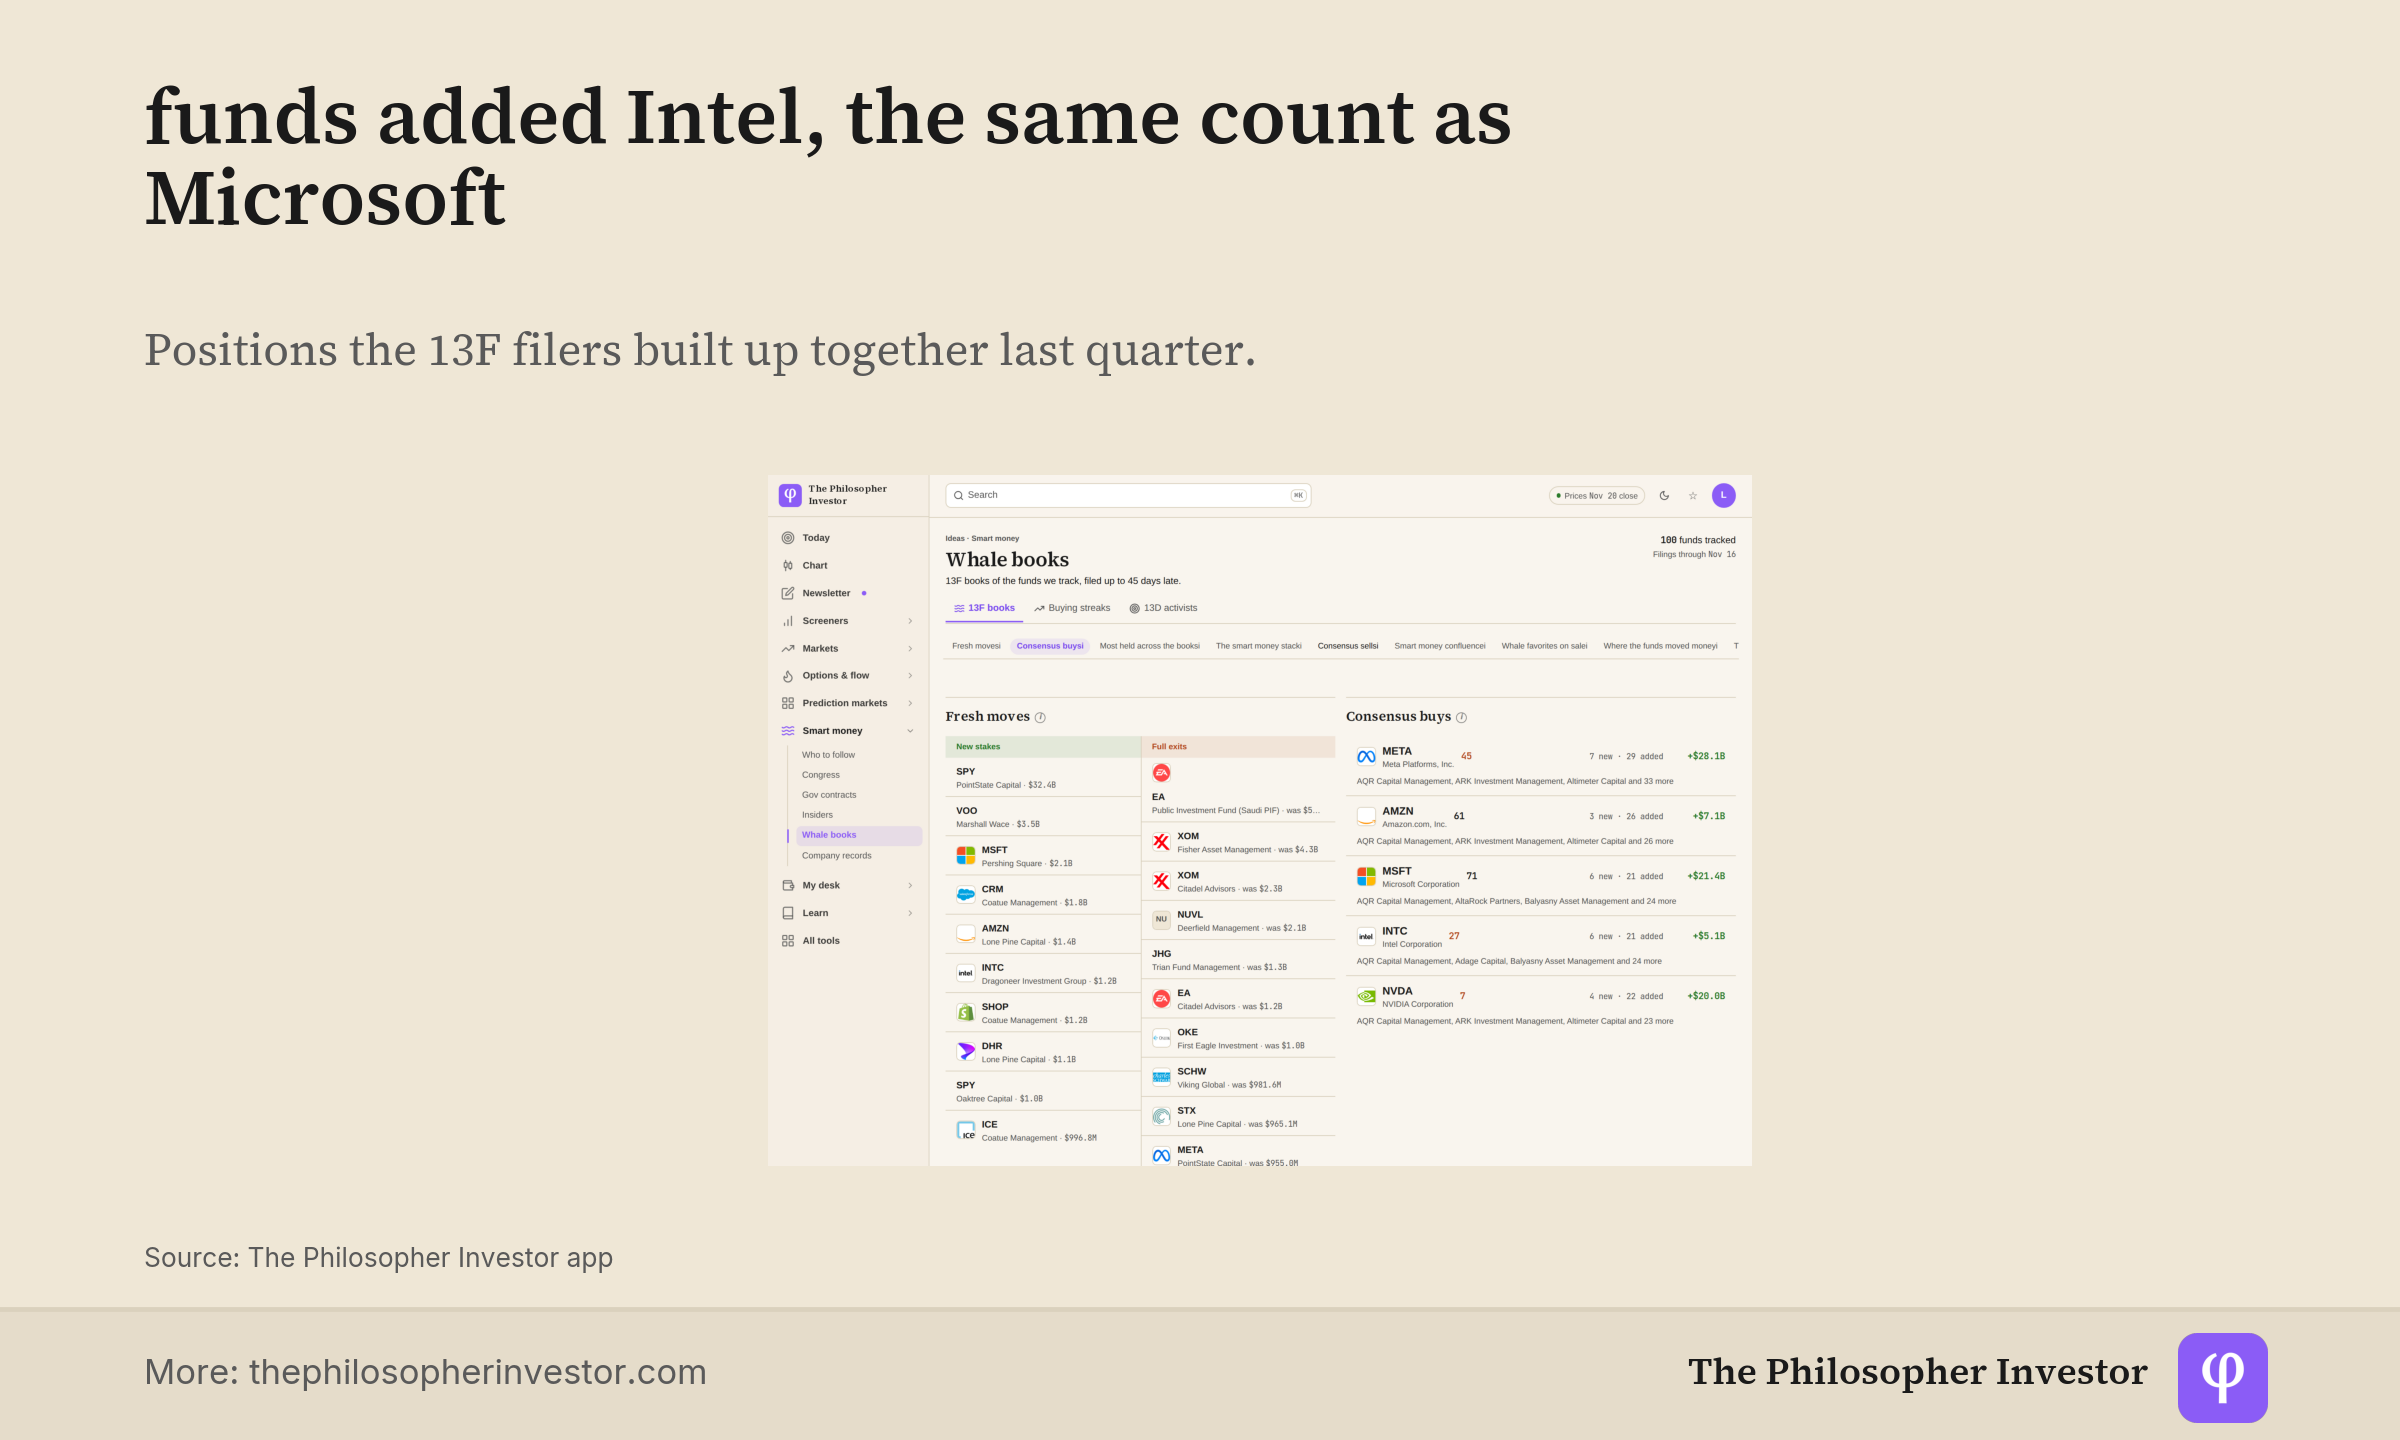 funds added Intel, the same count as
Microsoft
Positions the 13F filers built up together last quarter.
The Philosopher
Investor
Search
⌘K
Prices Nov 20 close
L
Today
Chart
Newsletter
Screeners
Markets
Options & flow
Prediction markets
Smart money
Who to follow
Congress
Gov contracts
Insiders
Whale books
Company records
My desk
Learn
All tools
Ideas · Smart money
Whale books
13F books of the funds we track, filed up to 45 days late.
100 funds tracked
Filings through Nov 16
13F books
Buying streaks
13D activists
Fresh movesi
Consensus buysi
Most held across the booksi
The smart money stacki
Consensus sellsi
Smart money confluencei
Whale favorites on salei
Where the funds moved moneyi
T
Fresh moves
New stakes
SPY
PointState Capital · $32.4B
VOO
Marshall Wace · $3.5B
MSFT
Pershing Square · $2.1B
CRM
Coatue Management · $1.8B
AMZN
Lone Pine Capital · $1.4B
intel
INTC
Dragoneer Investment Group · $1.2B
SHOP
Coatue Management · $1.2B
DHR
Lone Pine Capital · $1.1B
SPY
Oaktree Capital · $1.0B
ICE
ICE
Coatue Management · $996.8M
Full exits
EA
EA
Public Investment Fund (Saudi PIF) · was $5…
XOM
Fisher Asset Management · was $4.3B
XOM
Citadel Advisors · was $2.3B
NU
NUVL
Deerfield Management · was $2.1B
JHG
Trian Fund Management · was $1.3B
EA
EA
Citadel Advisors · was $1.2B
OKE
First Eagle Investment · was $1.0B
SCHW
Viking Global · was $981.6M
STX
Lone Pine Capital · was $965.1M
META
PointState Capital · was $955.0M
Consensus buys
META 45
Meta Platforms, Inc.
7 new · 29 added
+$28.1B
AQR Capital Management, ARK Investment Management, Altimeter Capital and 33 more
AMZN 61
Amazon.com, Inc.
3 new · 26 added
+$7.1B
AQR Capital Management, ARK Investment Management, Altimeter Capital and 26 more
MSFT 71
Microsoft Corporation
6 new · 21 added
+$21.4B
AQR Capital Management, AltaRock Partners, Balyasny Asset Management and 24 more
intel
INTC 27
Intel Corporation
6 new · 21 added
+$5.1B
AQR Capital Management, Adage Capital, Balyasny Asset Management and 24 more
NVDA 7
NVIDIA Corporation
4 new · 22 added
+$20.0B
AQR Capital Management, ARK Investment Management, Altimeter Capital and 23 more
Source: The Philosopher Investor app
More: thephilosopherinvestor.com
The Philosopher Investor
φ